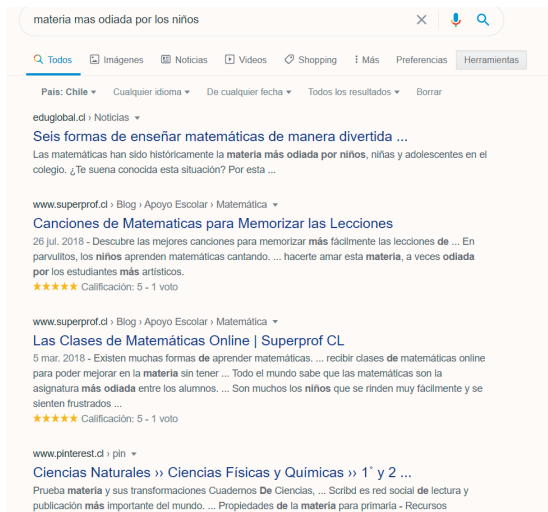 materia mas odiada por los niños
Todos Imágenes Noticias Videos Shopping Más Preferencias Herramientas
País: Chile Cualquier idioma De cualquier fecha Todos los resultados Borrar
eduglobal.cl › Noticias
Seis formas de enseñar matemáticas de manera divertida ...
Las matemáticas han sido históricamente la materia más odiada por niños, niñas y adolescentes en el
colegio. ¿Te suena conocida esta situación? Por esta ...
www.superprof.cl › Blog › Apoyo Escolar › Matemática
Canciones de Matematicas para Memorizar las Lecciones
26 jul. 2018 - Descubre las mejores canciones para memorizar más fácilmente las lecciones de ... En
parvulitos, los niños aprenden matemáticas cantando. ... hacerte amar esta materia, a veces odiada
por los estudiantes más artísticos.
Calificación: 5 - 1 voto
www.superprof.cl › Blog › Apoyo Escolar › Matemática
Las Clases de Matemáticas Online | Superprof CL
5 mar. 2018 - Existen muchas formas de aprender matemáticas. ... recibir clases de matemáticas online
para poder mejorar en la materia sin tener ... Todo el mundo sabe que las matemáticas son la
asignatura más odiada entre los alumnos. ... Son muchos los niños que se rinden muy fácilmente y se
sienten frustrados ...
Calificación: 5 - 1 voto
www.pinterest.cl › pin
Ciencias Naturales ›› Ciencias Físicas y Químicas ›› 1° y 2 ...
Prueba materia y sus transformaciones Cuadernos De Ciencias, ... Scribd es red social de lectura y
publicación más importante del mundo. ... Propiedades de la materia para primaria - Recursos